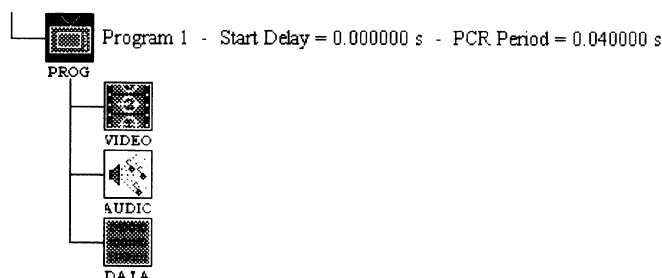 Program 1 - Start Delay = 0.000000 s - PCR Period = 0.040000 s
PROG
VIDEO
AUDIO
DATA